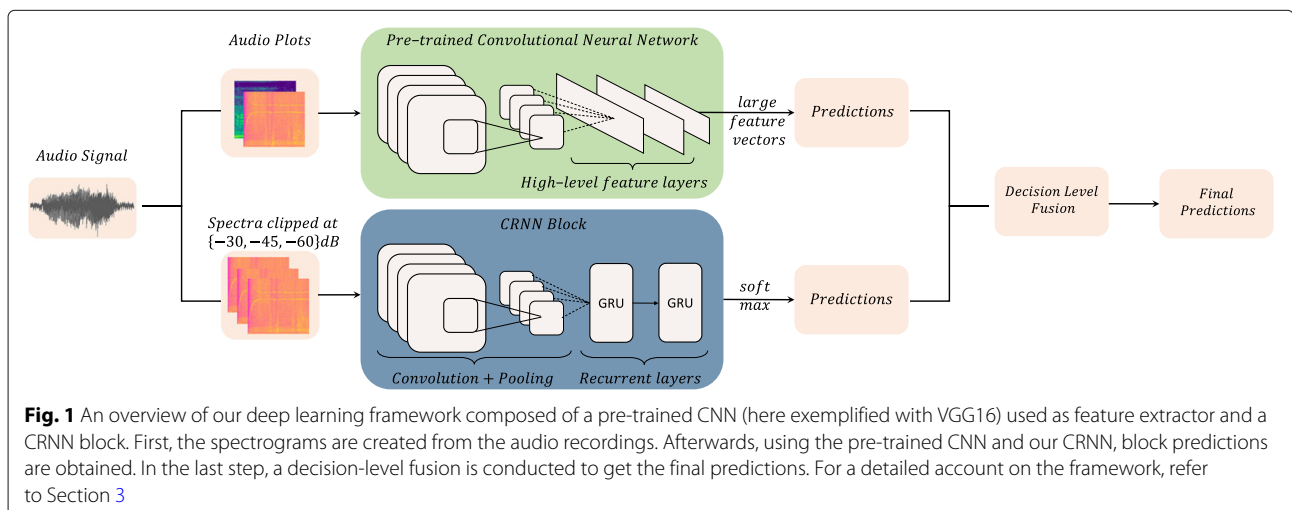 Audio Plots
Pre–trained Convolutional Neural Network
large
feature
vectors
Predictions
High–level feature layers
Audio Signal
Spectra clipped at
{−30, −45, −60}dB
CRNN Block
GRU
GRU
soft
max
Predictions
Convolution + Pooling
Recurrent layers
Decision Level
Fusion
Final
Predictions
Fig. 1 An overview of our deep learning framework composed of a pre-trained CNN (here exemplified with VGG16) used as feature extractor and a
CRNN block. First, the spectrograms are created from the audio recordings. Afterwards, using the pre-trained CNN and our CRNN, block predictions
are obtained. In the last step, a decision-level fusion is conducted to get the final predictions. For a detailed account on the framework, refer
to Section 3